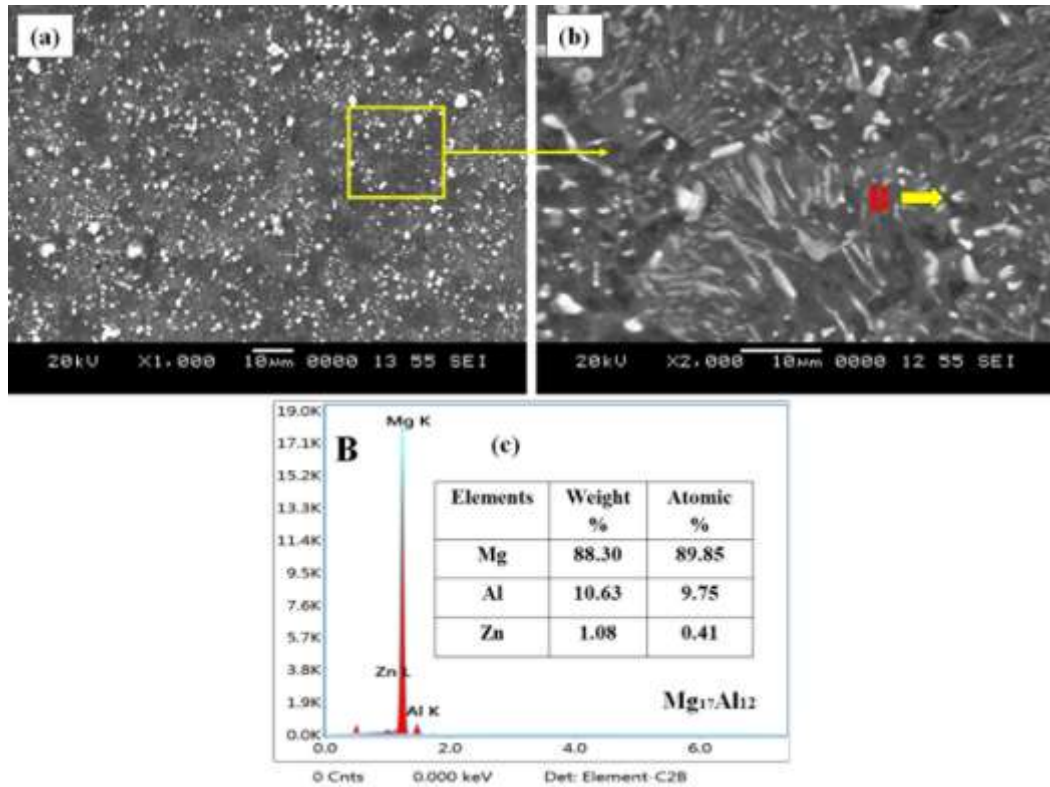 (a)
(b)
20kV X1,000 10μm 0000 13 55 SEI
20kV X2,000 10μm 0000 12 55 SEI
19.0K
17.1K
15.2K
13.3K
11.4K
9.5K
7.6K
5.7K
3.8K
1.9K
0.0K
Mg K
B
(c)
Elements Weight % Atomic %
Mg 88.30 89.85
Al 10.63 9.75
Zn 1.08 0.41
Zn L
Al K
Mg₁₇Al₁₂
0.0 2.0 4.0 6.0
0 Cnts 0.000 keV Det: Element-C2B